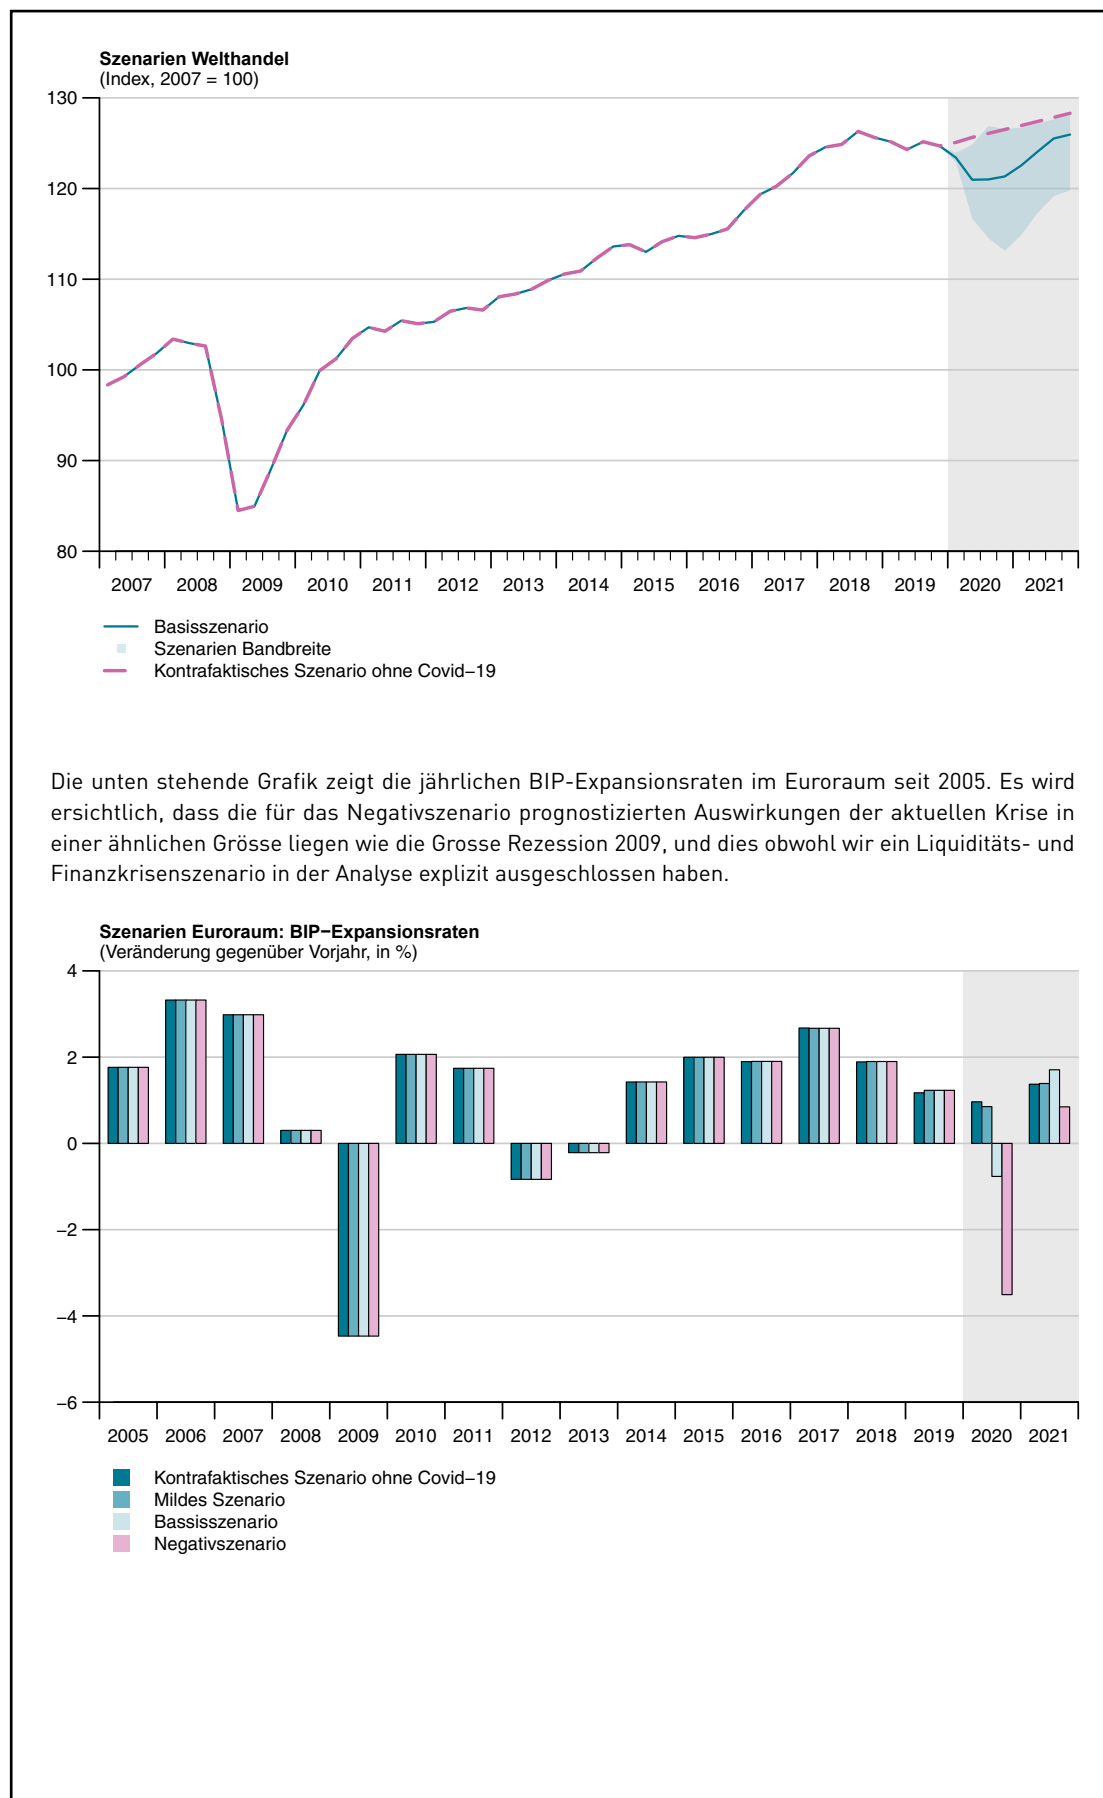 Szenarien Welthandel
(Index, 2007 = 100)
130
120
110
100
90
80
2007 2008 2009 2010 2011 2012 2013 2014 2015 2016 2017 2018 2019 2020 2021
Basisszenario
Szenarien Bandbreite
Kontrafaktisches Szenario ohne Covid−19
Die unten stehende Grafik zeigt die jährlichen BIP-Expansionsraten im Euroraum seit 2005. Es wird
ersichtlich, dass die für das Negativszenario prognostizierten Auswirkungen der aktuellen Krise in
einer ähnlichen Grösse liegen wie die Grosse Rezession 2009, und dies obwohl wir ein Liquiditäts- und
Finanzkrisenszenario in der Analyse explizit ausgeschlossen haben.
Szenarien Euroraum: BIP−Expansionsraten
(Veränderung gegenüber Vorjahr, in %)
4
2
0
−2
−4
−6
2005 2006 2007 2008 2009 2010 2011 2012 2013 2014 2015 2016 2017 2018 2019 2020 2021
Kontrafaktisches Szenario ohne Covid−19
Mildes Szenario
Bassisszenario
Negativszenario